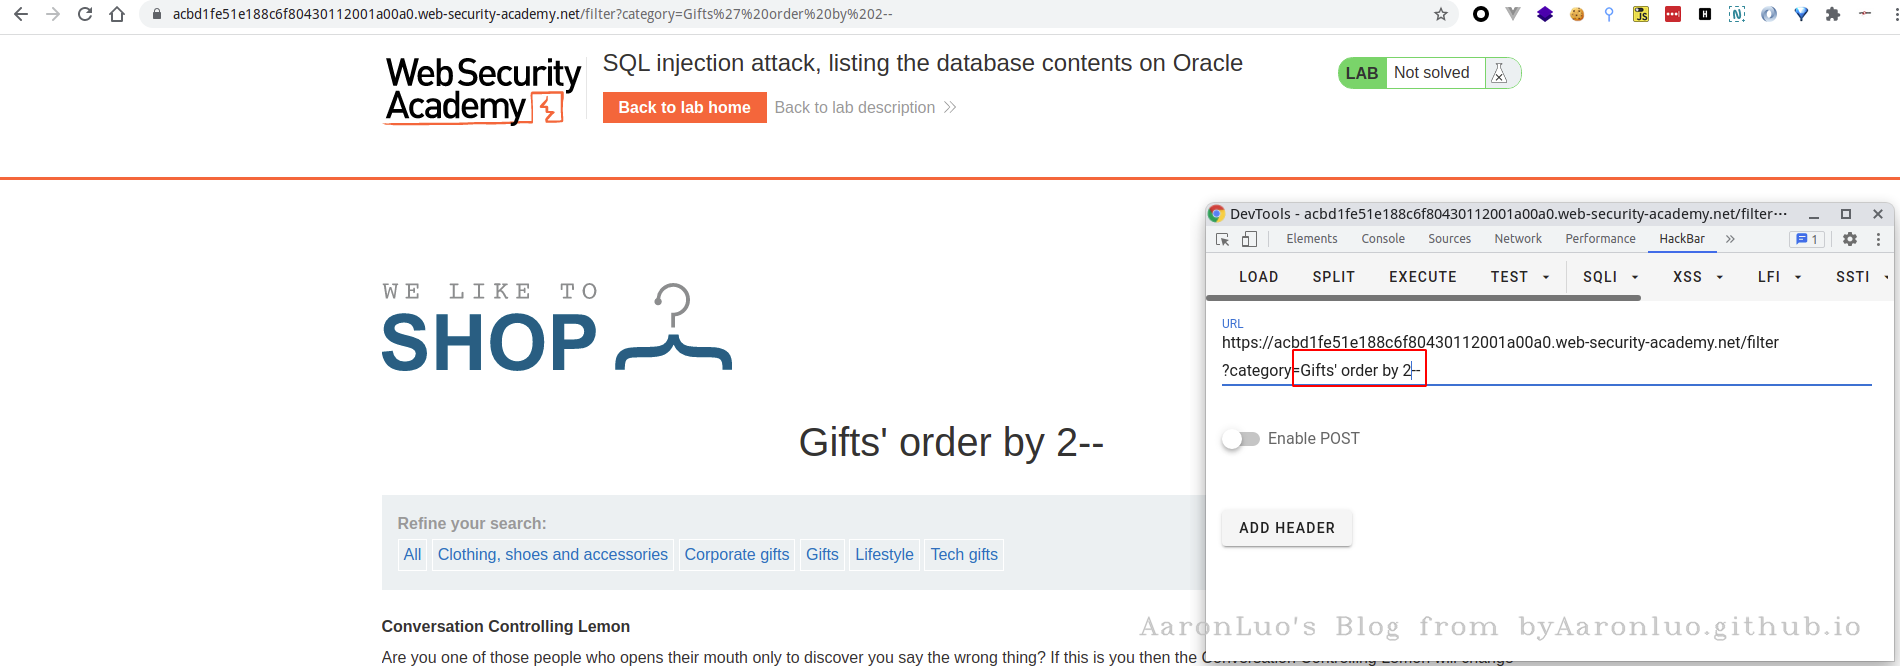 acbd1fe51e188c6f80430112001a00a0.web-security-academy.net/filter?category=Gifts%27%20order%20by%202--
WebSecurity
Academy
SQL injection attack, listing the database contents on Oracle
Back to lab home
Back to lab description
LAB
Not solved
WE LIKE TO
SHOP
Gifts' order by 2--
Refine your search:
All
Clothing, shoes and accessories
Corporate gifts
Gifts
Lifestyle
Tech gifts
Conversation Controlling Lemon
Are you one of those people who opens their mouth only to discover you say the wrong thing? If this is you then the Conversation Controlling Lemon will change
DevTools - acbd1fe51e188c6f80430112001a00a0.web-security-academy.net/filter···
Elements
Console
Sources
Network
Performance
HackBar
1
LOAD
SPLIT
EXECUTE
TEST
SQLI
XSS
LFI
SSTI
URL
https://acbd1fe51e188c6f80430112001a00a0.web-security-academy.net/filter
?category=Gifts' order by 2--
Enable POST
ADD HEADER
AaronLuo's Blog from byAaronluo.github.io